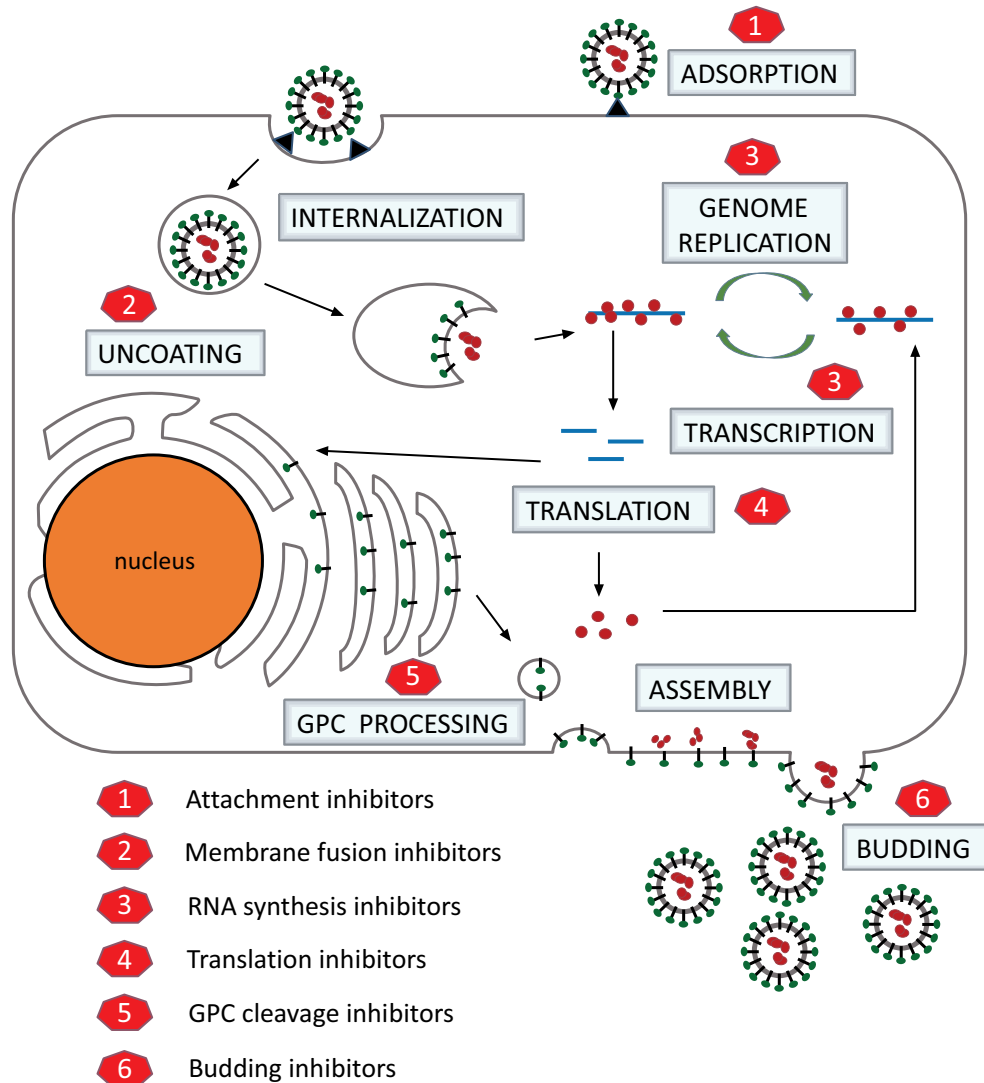 1
ADSORPTION
3
GENOME
REPLICATION
INTERNALIZATION
2
UNCOATING
3
TRANSCRIPTION
TRANSLATION
4
nucleus
5
GPC PROCESSING
ASSEMBLY
6
BUDDING
1 Attachment inhibitors
2 Membrane fusion inhibitors
3 RNA synthesis inhibitors
4 Translation inhibitors
5 GPC cleavage inhibitors
6 Budding inhibitors